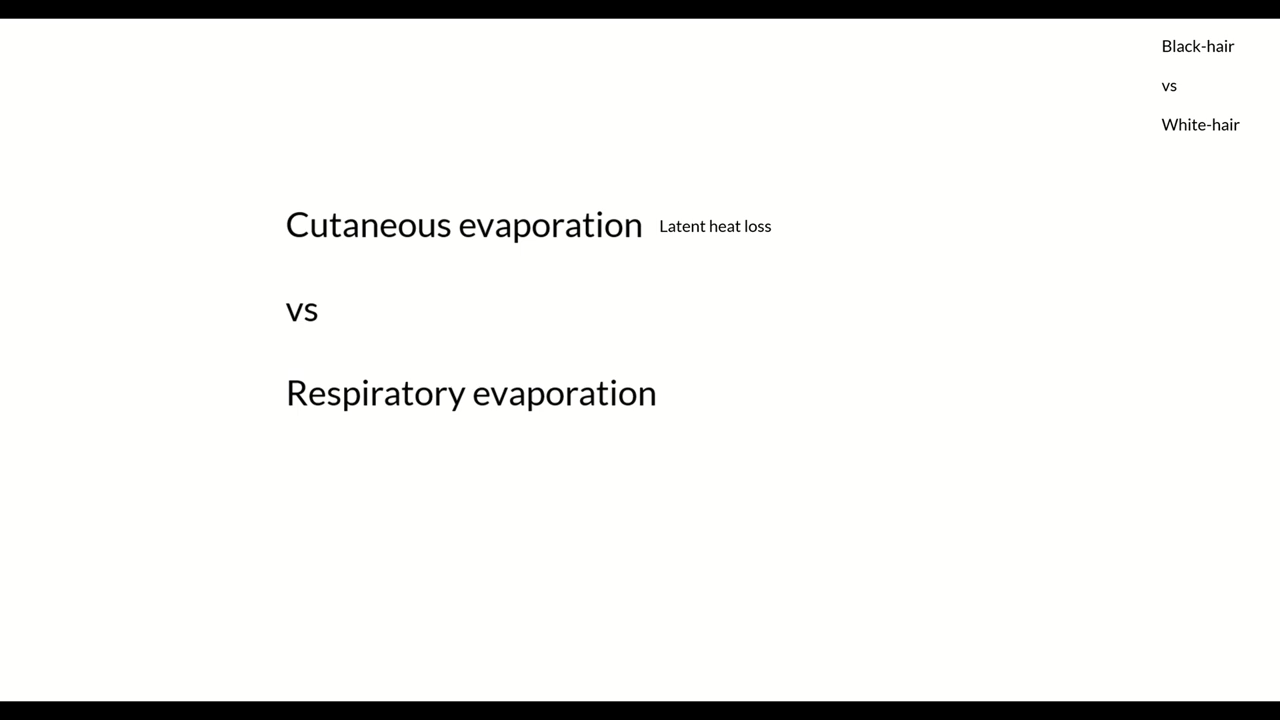 Black-hair
vs
White-hair
Cutaneous evaporation Latent heat loss
vs
Respiratory evaporation